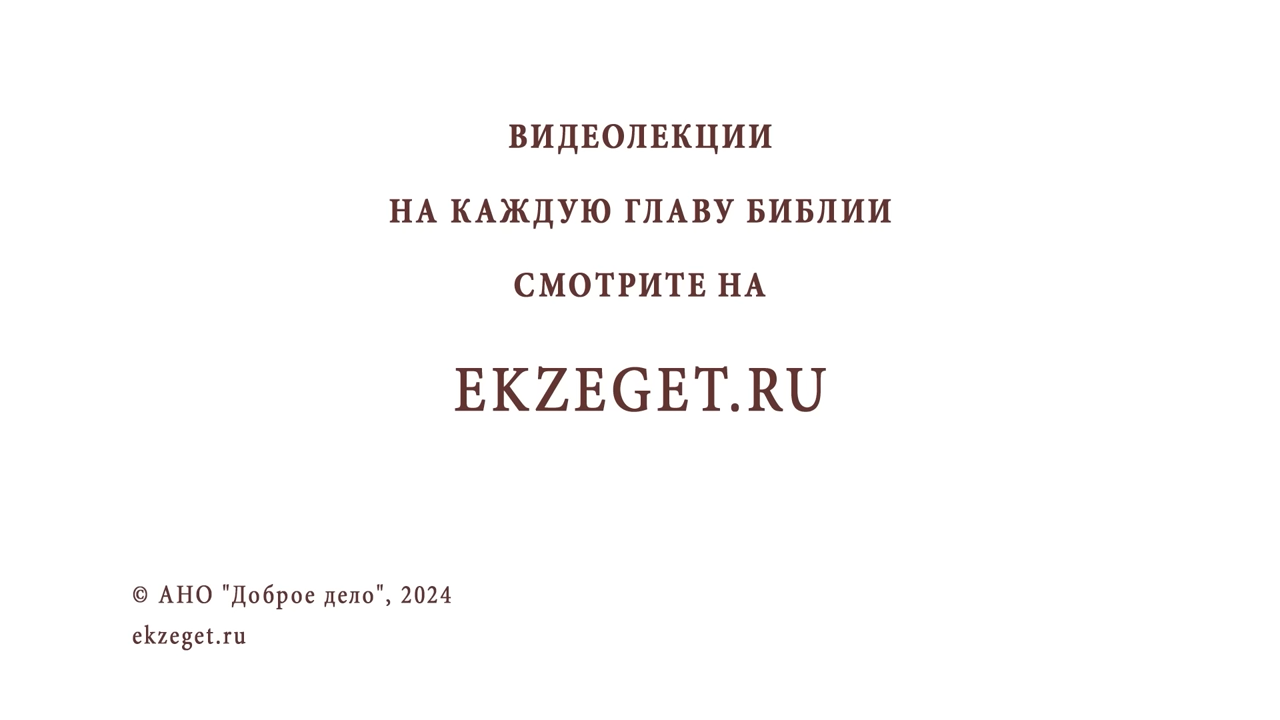 ВИДЕОЛЕКЦИИ
НА КАЖДУЮ ГЛАВУ БИБЛИИ
СМОТРИТЕ НА
EKZEGET.RU
© АНО "Доброе дело", 2024
ekzeget.ru